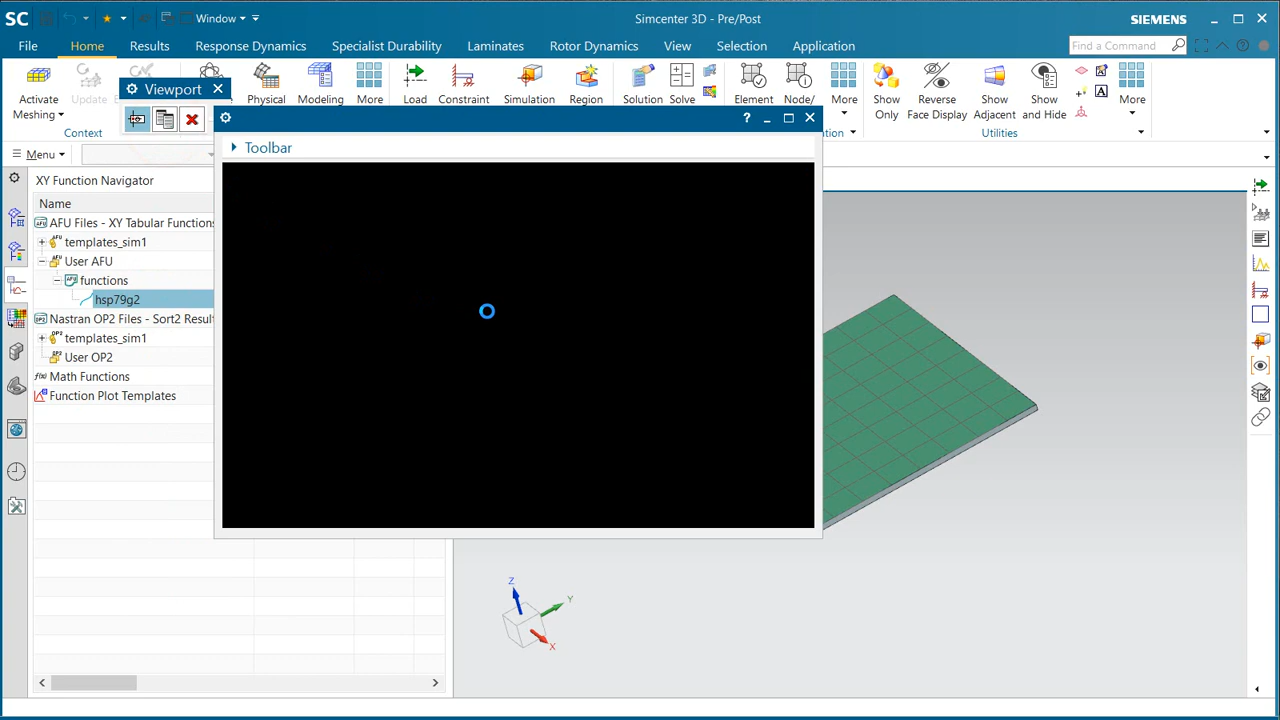 SC
Window
Simcenter 3D - Pre/Post
SIEMENS
File
Home
Results
Response Dynamics
Specialist Durability
Laminates
Rotor Dynamics
View
Selection
Application
Find a Command
Activate
Meshing
Update
Viewport
Physical
Modeling
More
Load
Constraint
Simulation
Region
Solution
Solve
Element
Node/
More
Show
Only
Reverse
Face Display
Show
Adjacent
Show
and Hide
More
Context
Utilities
Menu
Toolbar
XY Function Navigator
Name
AFU Files - XY Tabular Functions
templates_sim1
User AFU
functions
hsp79g2
Nastran OP2 Files - Sort2 Resul
templates_sim1
User OP2
Math Functions
Function Plot Templates
Z
Y
X